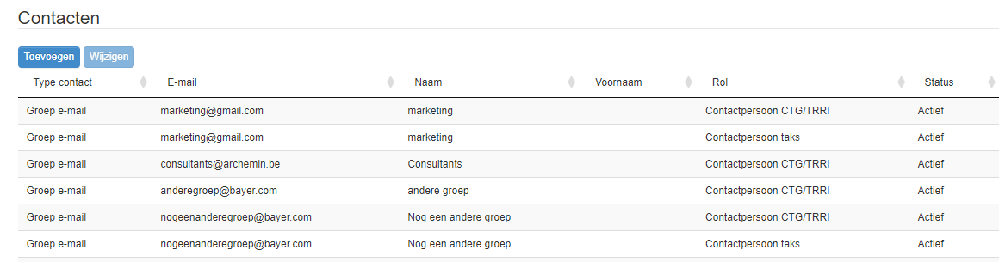 Contacten
Toevoegen Wijzigen
Type contact E-mail Naam Voornaam Rol Status
Groep e-mail marketing@gmail.com marketing Contactpersoon CTG/TRRI Actief
Groep e-mail marketing@gmail.com marketing Contactpersoon taks Actief
Groep e-mail consultants@archemin.be Consultants Contactpersoon CTG/TRRI Actief
Groep e-mail anderegroep@bayer.com andere groep Contactpersoon CTG/TRRI Actief
Groep e-mail nogeenanderegroep@bayer.com Nog een andere groep Contactpersoon CTG/TRRI Actief
Groep e-mail nogeenanderegroep@bayer.com Nog een andere groep Contactpersoon taks Actief